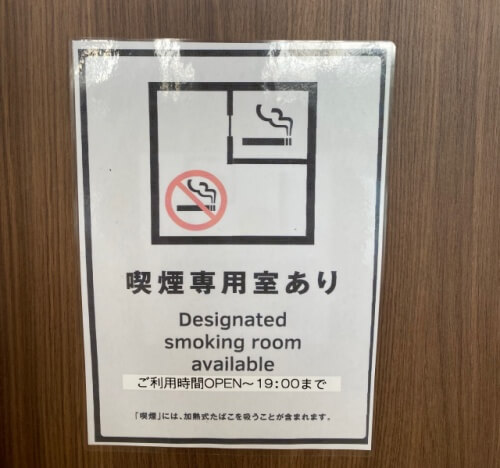 喫煙専用室あり
Designated
smoking room
available
ご利用時間OPEN～19:00まで
「喫煙」には、加熱式たばこを吸うことが含まれます。